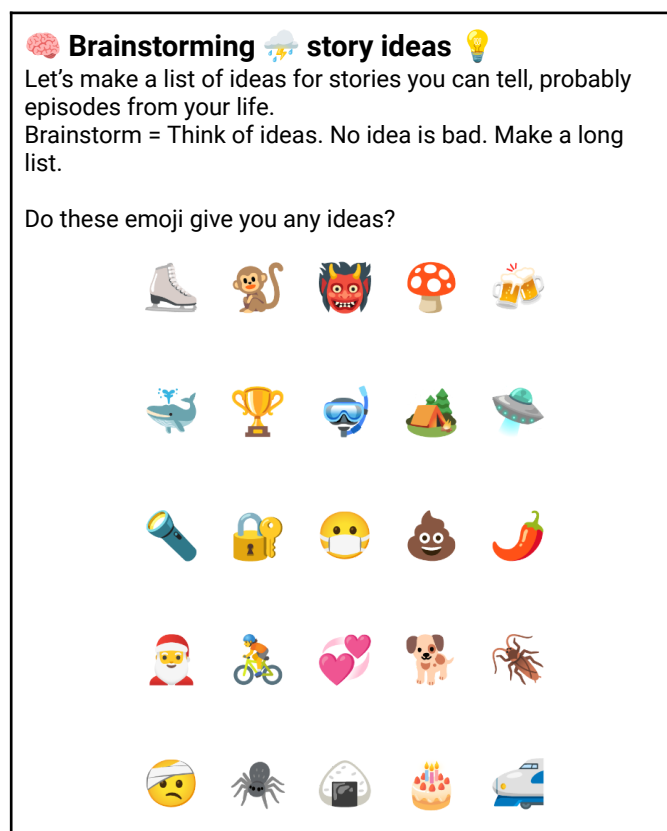 🧠 Brainstorming ⛈️ story ideas 💡
Let’s make a list of ideas for stories you can tell, probably
episodes from your life.
Brainstorm = Think of ideas. No idea is bad. Make a long
list.
Do these emoji give you any ideas?